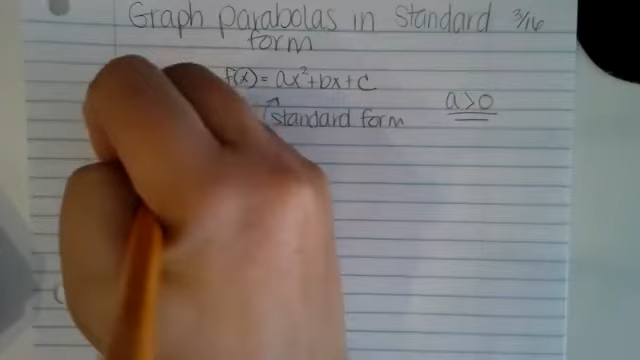 Graph parabolas in standard 3/16
form
f(x) = ax²+bx+c
standard form a>0